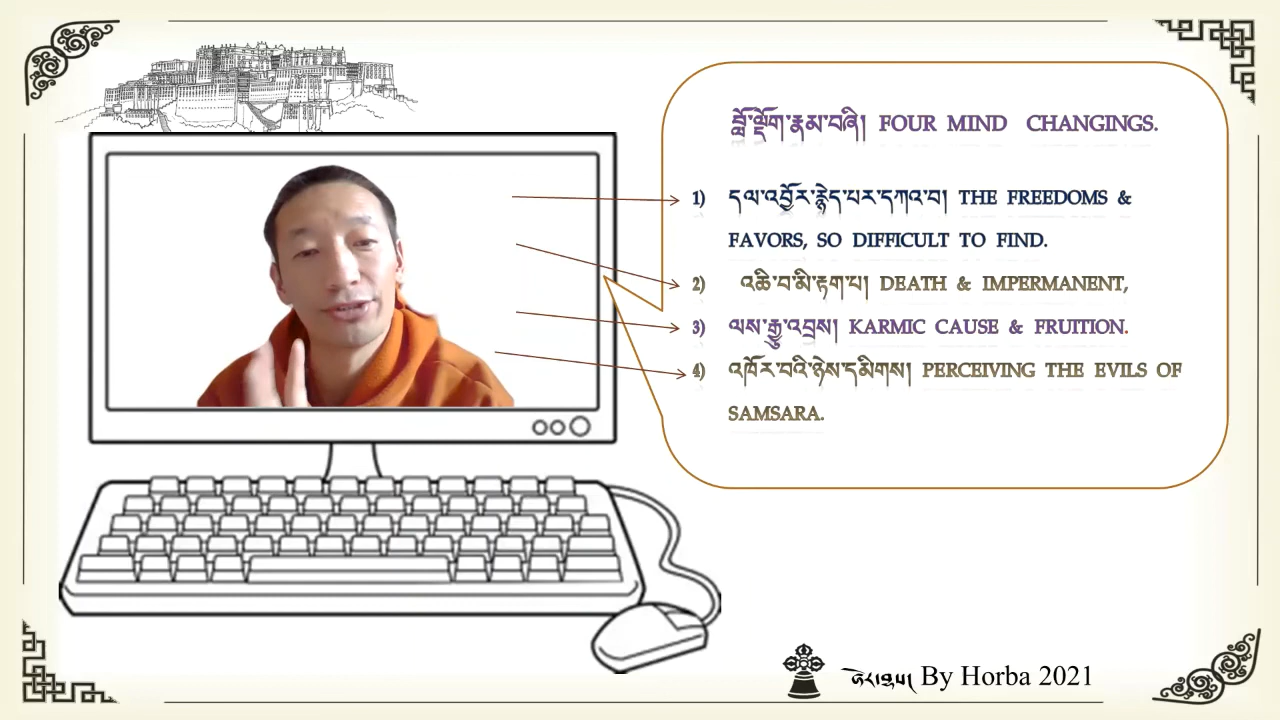 བློ་ལྡོག་རྣམ་བཞི། FOUR MIND CHANGINGS.
1) དལ་འབྱོར་རྙེད་པར་དཀའ་བ། THE FREEDOMS &
FAVORS, SO DIFFICULT TO FIND.
2) འཆི་བ་མི་རྟག་པ། DEATH & IMPERMANENT,
3) ལས་རྒྱུ་འབྲས། KARMIC CAUSE & FRUITION.
4) འཁོར་བའི་ཉེས་དམིགས། PERCEIVING THE EVILS OF
SAMSARA.
By Horba 2021